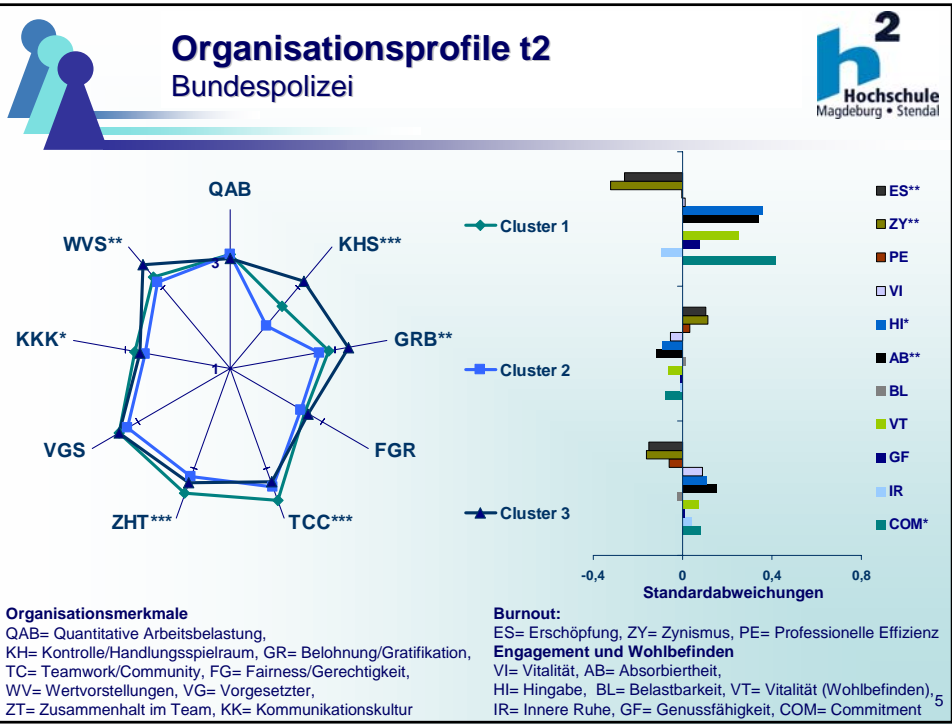 Organisationsprofile t2
Bundespolizei
h2
Hochschule
Magdeburg • Stendal
QAB
WVS**
KHS***
3
KKK*
GRB**
1
VGS
FGR
ZHT***
TCC***
Cluster 1
Cluster 2
Cluster 3
ES**
ZY**
PE
VI
HI*
AB**
BL
VT
GF
IR
COM*
-0,4 0 0,4 0,8
Standardabweichungen
Organisationsmerkmale
QAB= Quantitative Arbeitsbelastung,
KH= Kontrolle/Handlungsspielraum, GR= Belohnung/Gratifikation,
TC= Teamwork/Community, FG= Fairness/Gerechtigkeit,
WV= Wertvorstellungen, VG= Vorgesetzter,
ZT= Zusammenhalt im Team, KK= Kommunikationskultur
Burnout:
ES= Erschöpfung, ZY= Zynismus, PE= Professionelle Effizienz
Engagement und Wohlbefinden
VI= Vitalität, AB= Absorbiertheit,
HI= Hingabe, BL= Belastbarkeit, VT= Vitalität (Wohlbefinden),
IR= Innere Ruhe, GF= Genussfähigkeit, COM= Commitment
5